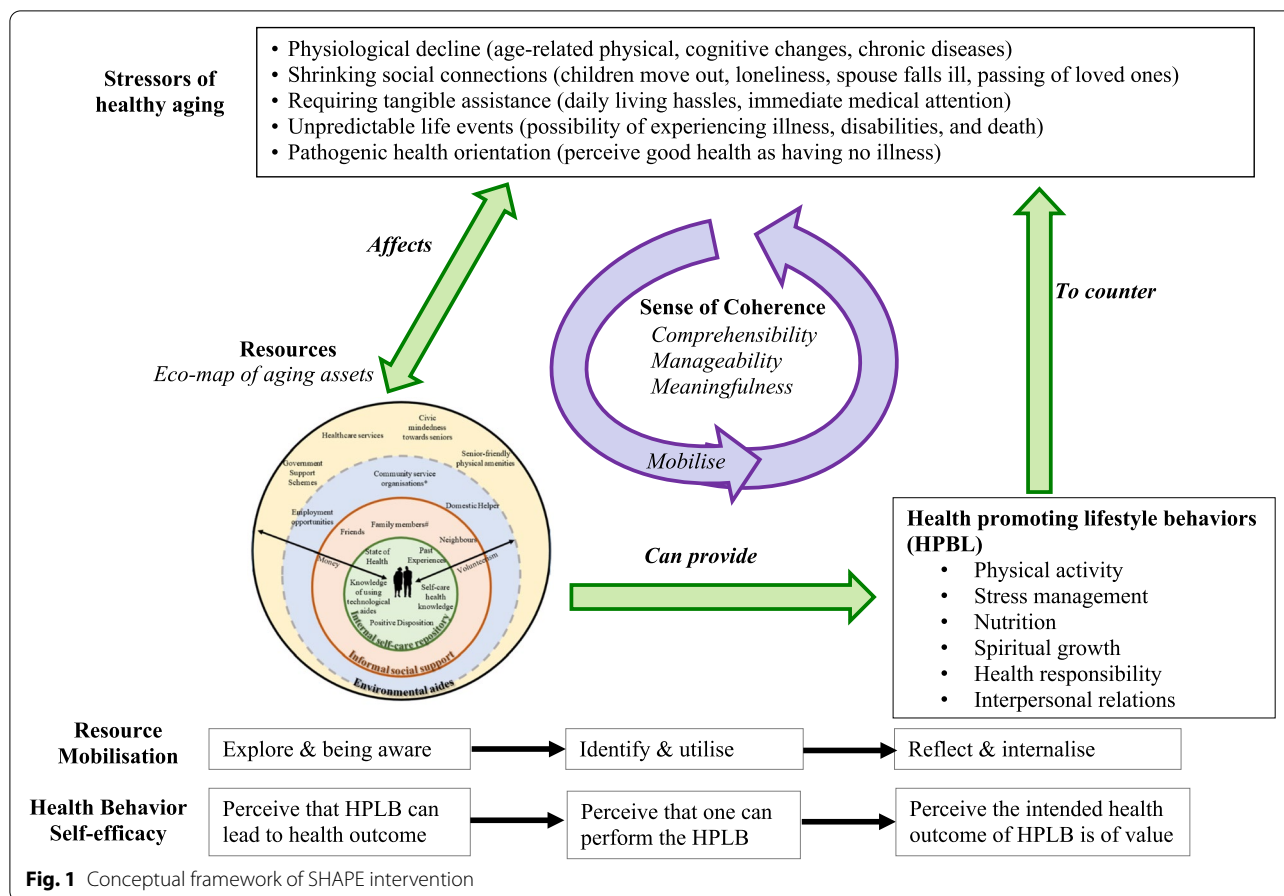 Stressors of
healthy aging
• Physiological decline (age-related physical, cognitive changes, chronic diseases)
• Shrinking social connections (children move out, loneliness, spouse falls ill, passing of loved ones)
• Requiring tangible assistance (daily living hassles, immediate medical attention)
• Unpredictable life events (possibility of experiencing illness, disabilities, and death)
• Pathogenic health orientation (perceive good health as having no illness)
Affects
To counter
Sense of Coherence
Comprehensibility
Manageability
Meaningfulness
Mobilise
Resources
Eco-map of aging assets
Civic
mindedness
towards seniors
Healthcare services
Senior-friendly
physical amenities
Government
Support
Schemes
Community service
organisations*
Employment
opportunities
Domestic Helper
Friends
Family members#
Neighbours
Money
Volunteerism
State of
Health
Past
Experiences
Knowledge
of using
technological
aides
Self-care
health
knowledge
Positive Disposition
Internal self-care repository
Informal social support
Environmental aides
Can provide
Health promoting lifestyle behaviors
(HPBL)
• Physical activity
• Stress management
• Nutrition
• Spiritual growth
• Health responsibility
• Interpersonal relations
Resource
Mobilisation
Explore & being aware
Identify & utilise
Reflect & internalise
Health Behavior
Self-efficacy
Perceive that HPLB can
lead to health outcome
Perceive that one can
perform the HPLB
Perceive the intended health
outcome of HPLB is of value
Fig. 1 Conceptual framework of SHAPE intervention